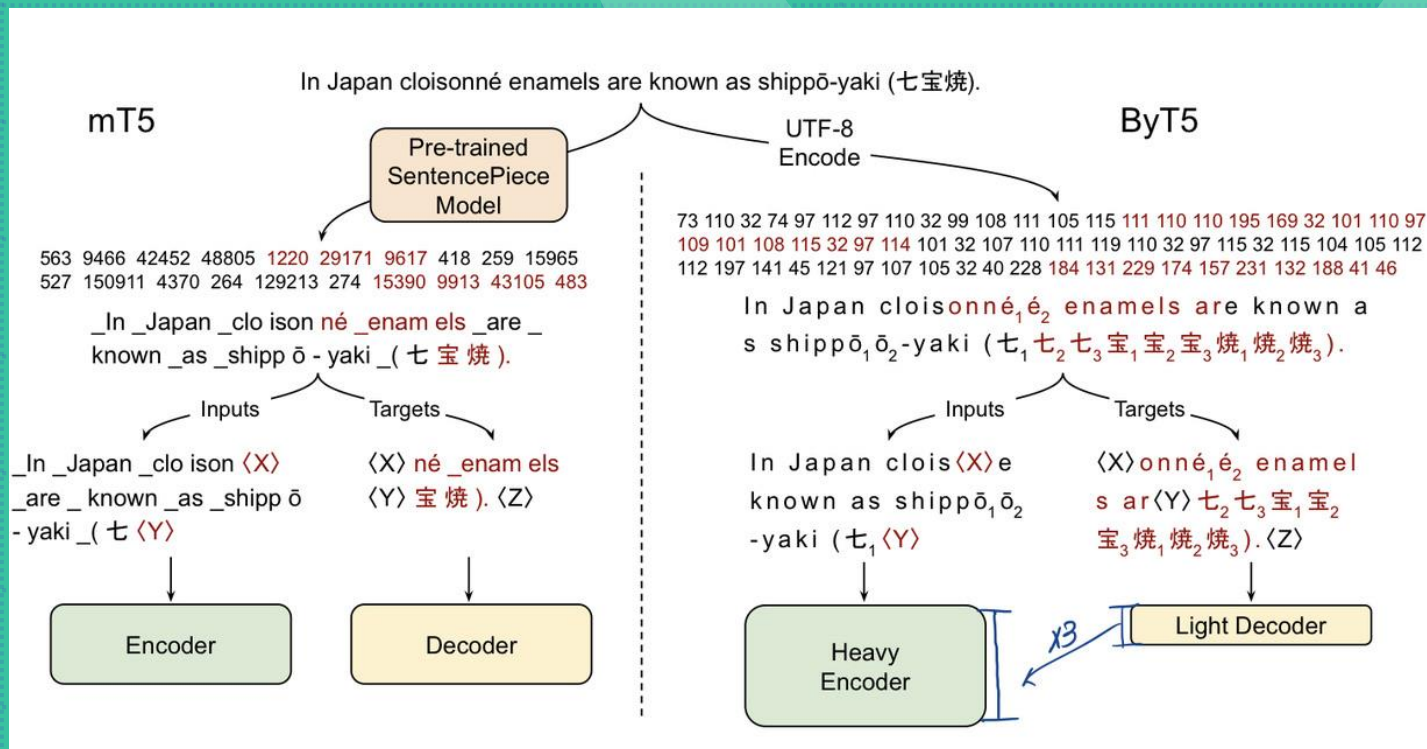 In Japan cloisonné enamels are known as shippō-yaki (七宝焼).
mT5
Pre-trained
SentencePiece
Model
563 9466 42452 48805 1220 29171 9617 418 259 15965
527 150911 4370 264 129213 274 15390 9913 43105 483
_In _Japan _clo ison né _enam els _are _
known _as _shipp ō - yaki _( 七 宝 焼 ).
Inputs
Targets
_In _Japan _clo ison ⟨X⟩
_are _ known _as _shipp ō
- yaki _( 七 ⟨Y⟩
⟨X⟩ né _enam els
⟨Y⟩ 宝 焼 ). ⟨Z⟩
Encoder
Decoder
UTF-8
Encode
ByT5
73 110 32 74 97 112 97 110 32 99 108 111 105 115 111 110 110 195 169 32 101 110 97
109 101 108 115 32 97 114 101 32 107 110 111 119 110 32 97 115 32 115 104 105 112
112 197 141 45 121 97 107 105 32 40 228 184 131 229 174 157 231 132 188 41 46
In Japan cloisonné₁é₂ enamels are known a
s shippō₁ō₂-yaki (七₁七₂七₃宝₁宝₂宝₃焼₁焼₂焼₃).
Inputs
Targets
In Japan clois⟨X⟩e
known as shippō₁ō₂
-yaki (七₁⟨Y⟩
⟨X⟩onné₁é₂ enamel
s ar⟨Y⟩七₂七₃宝₁宝₂
宝₃焼₁焼₂焼₃).⟨Z⟩
Heavy
Encoder
x3
Light Decoder